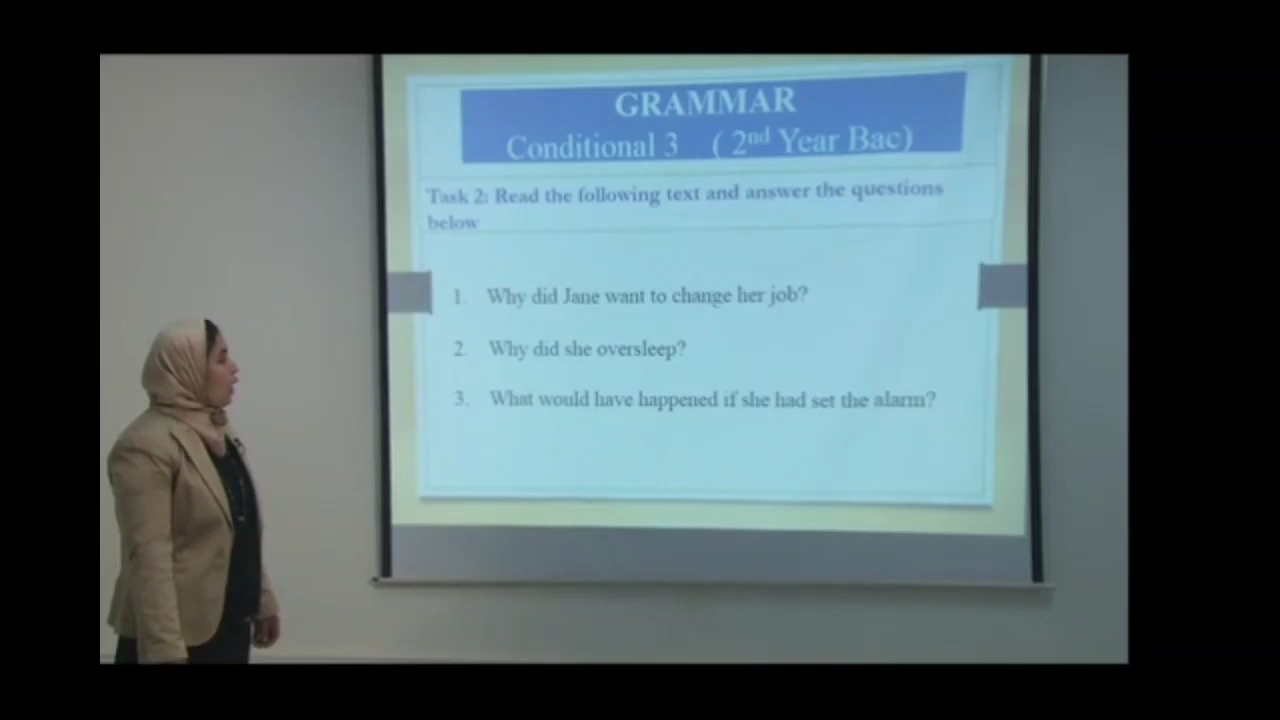 GRAMMAR
Conditional 3 ( 2nd Year Bac)
Task 2: Read the following text and answer the questions
below
1. Why did Jane want to change her job?
2. Why did she oversleep?
3. What would have happened if she had set the alarm?